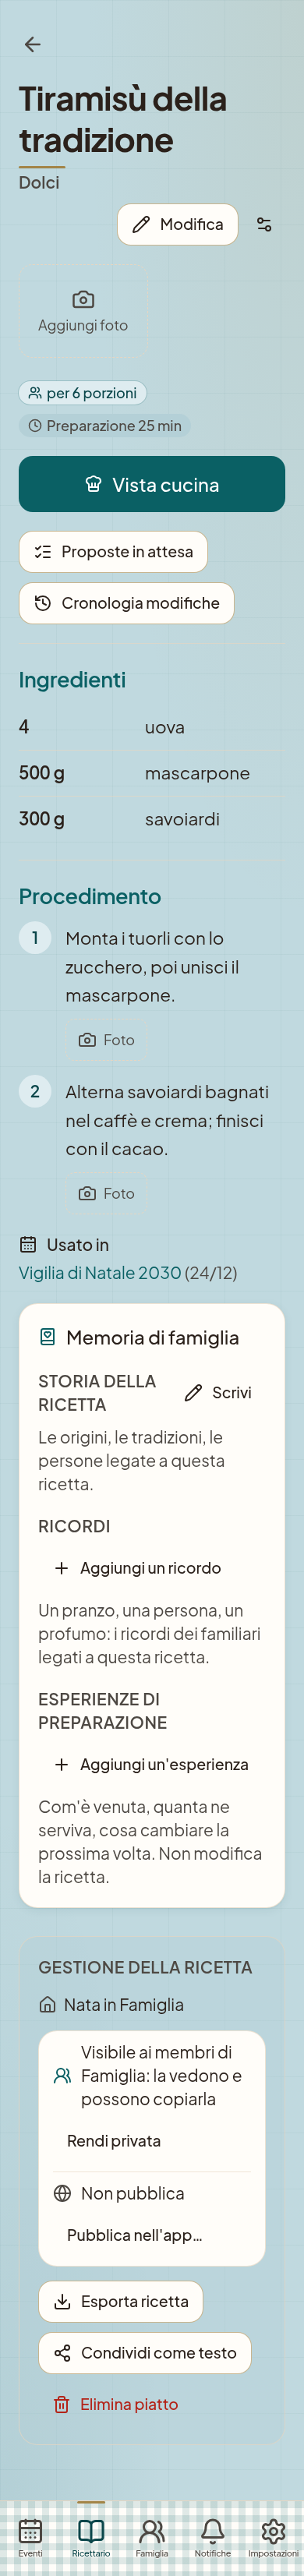 Tiramisù della
tradizione
Dolci
Modifica
Aggiungi foto
per 6 porzioni
Preparazione 25 min
Vista cucina
Proposte in attesa
Cronologia modifiche
Ingredienti
4 uova
500 g mascarpone
300 g savoiardi
Procedimento
1 Monta i tuorli con lo
zucchero, poi unisci il
mascarpone.
Foto
2 Alterna savoiardi bagnati
nel caffè e crema; finisci
con il cacao.
Foto
Usato in
Vigilia di Natale 2030 (24/12)
Memoria di famiglia
STORIA DELLA
RICETTA
Scrivi
Le origini, le tradizioni, le
persone legate a questa
ricetta.
RICORDI
Aggiungi un ricordo
Un pranzo, una persona, un
profumo: i ricordi dei familiari
legati a questa ricetta.
ESPERIENZE DI
PREPARAZIONE
Aggiungi un'esperienza
Com'è venuta, quanta ne
serviva, cosa cambiare la
prossima volta. Non modifica
la ricetta.
GESTIONE DELLA RICETTA
Nata in Famiglia
Visibile ai membri di
Famiglia: la vedono e
possono copiarla
Rendi privata
Non pubblica
Pubblica nell'app…
Esporta ricetta
Condividi come testo
Elimina piatto
Eventi Ricettario Famiglia Notifiche Impostazioni